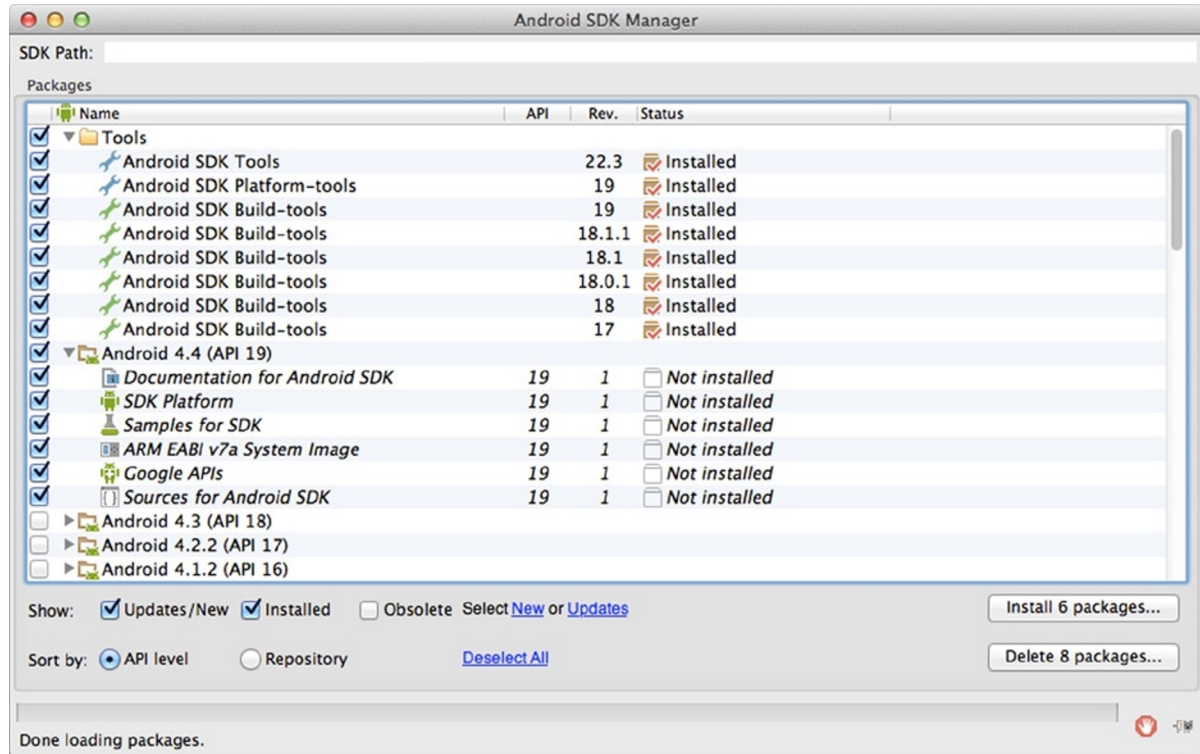 Android SDK Manager
SDK Path:
Packages
Name API Rev. Status
Tools
Android SDK Tools 22.3 Installed
Android SDK Platform-tools 19 Installed
Android SDK Build-tools 19 Installed
Android SDK Build-tools 18.1.1 Installed
Android SDK Build-tools 18.1 Installed
Android SDK Build-tools 18.0.1 Installed
Android SDK Build-tools 18 Installed
Android SDK Build-tools 17 Installed
Android 4.4 (API 19)
Documentation for Android SDK 19 1 Not installed
SDK Platform 19 1 Not installed
Samples for SDK 19 1 Not installed
ARM EABI v7a System Image 19 1 Not installed
Google APIs 19 1 Not installed
Sources for Android SDK 19 1 Not installed
Android 4.3 (API 18)
Android 4.2.2 (API 17)
Android 4.1.2 (API 16)
Show: Updates/New Installed Obsolete Select New or Updates Install 6 packages...
Sort by: API level Repository Deselect All Delete 8 packages...
Done loading packages.